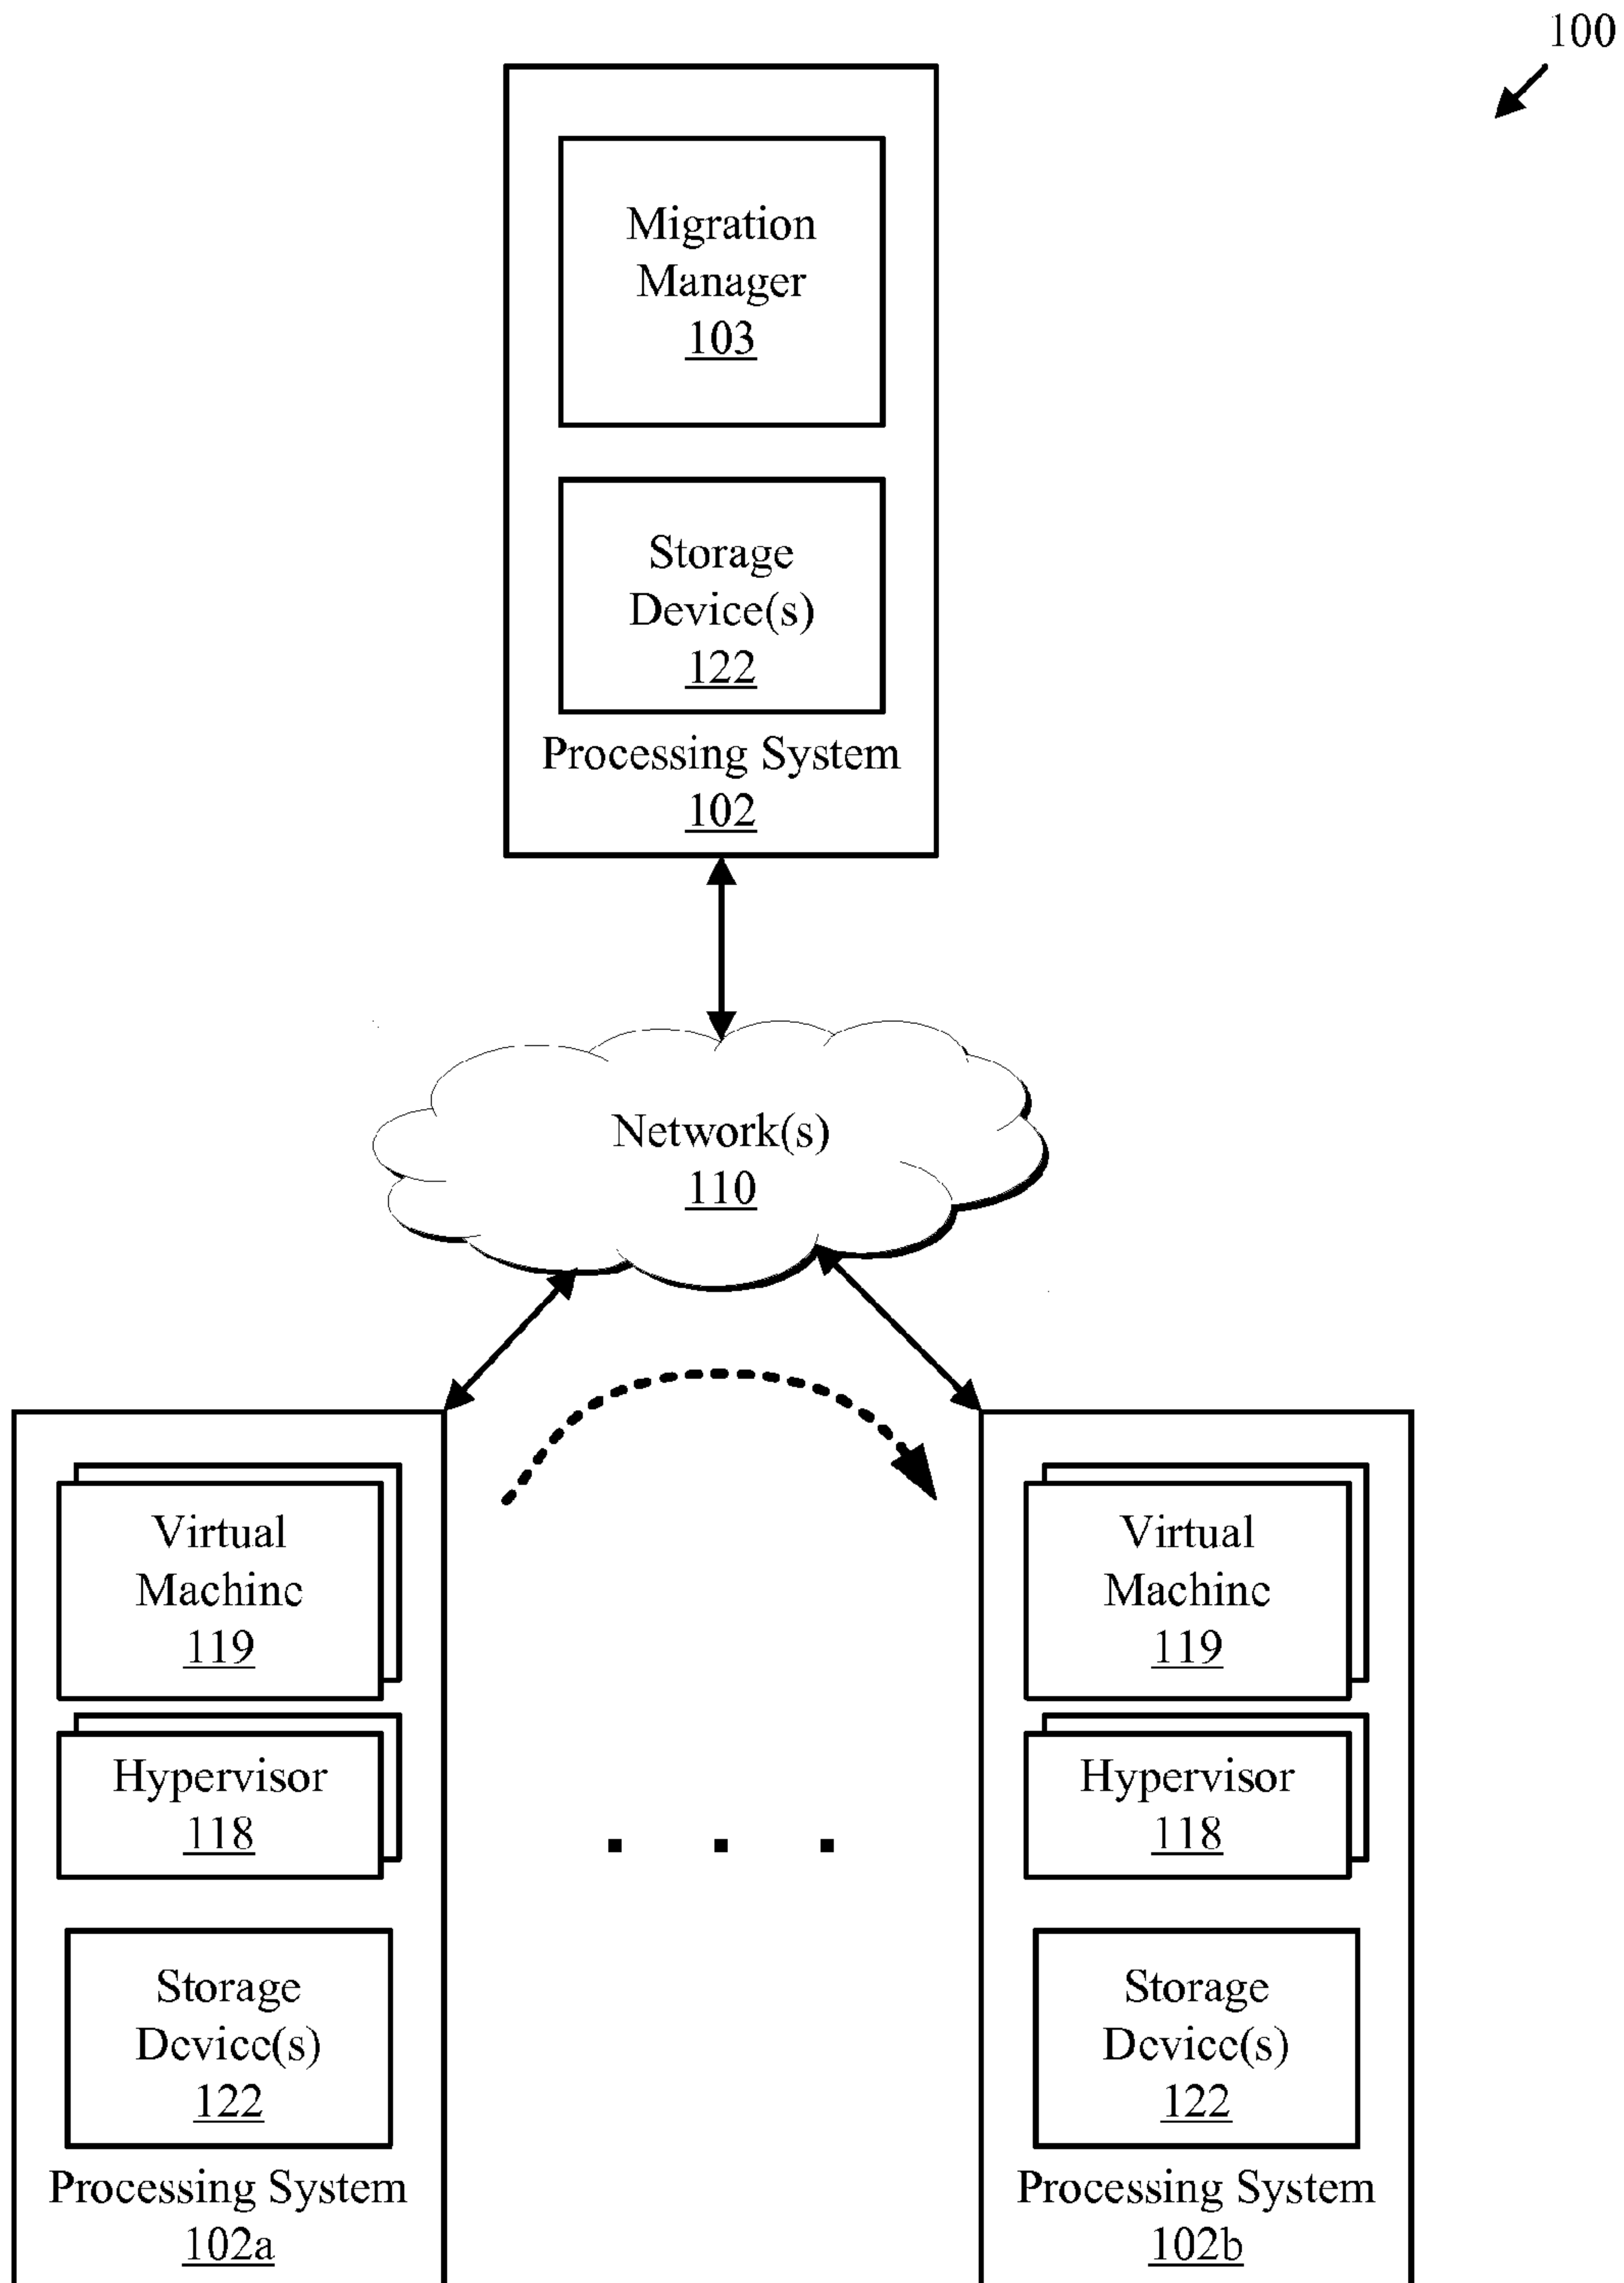 100
Migration
Manager
103
Storage
Device(s)
122
Processing System
102
Network(s)
110
Virtual
Machine
119
Hypervisor
118
Storage
Device(s)
122
Processing System
102a
. . .
Virtual
Machine
119
Hypervisor
118
Storage
Device(s)
122
Processing System
102b